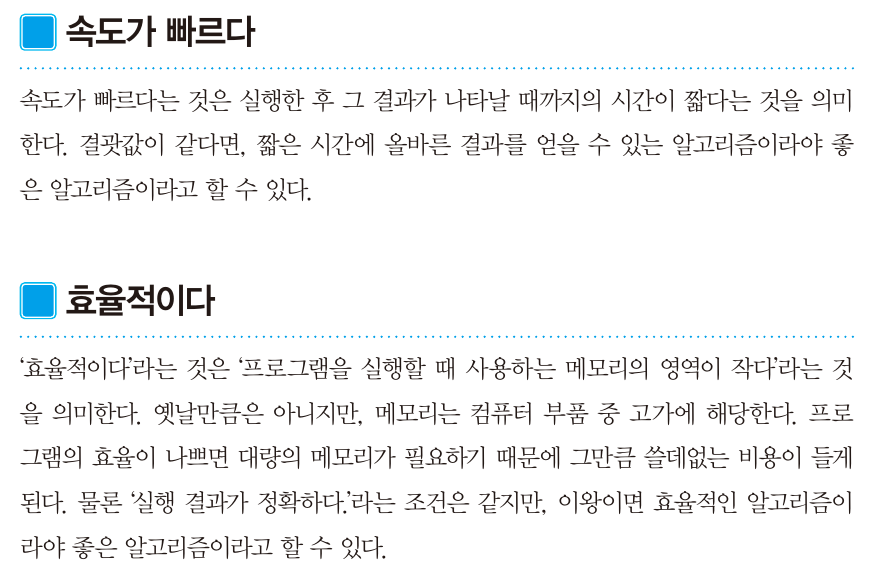 속도가 빠르다
속도가 빠르다는 것은 실행한 후 그 결과가 나타날 때까지의 시간이 짧다는 것을 의미
한다. 결괏값이 같다면, 짧은 시간에 올바른 결과를 얻을 수 있는 알고리즘이라야 좋
은 알고리즘이라고 할 수 있다.
효율적이다
‘효율적이다’라는 것은 ‘프로그램을 실행할 때 사용하는 메모리의 영역이 작다’라는 것
을 의미한다. 옛날만큼은 아니지만, 메모리는 컴퓨터 부품 중 고가에 해당한다. 프로
그램의 효율이 나쁘면 대량의 메모리가 필요하기 때문에 그만큼 쓸데없는 비용이 들게
된다. 물론 ‘실행 결과가 정확하다.’라는 조건은 같지만, 이왕이면 효율적인 알고리즘이
라야 좋은 알고리즘이라고 할 수 있다.